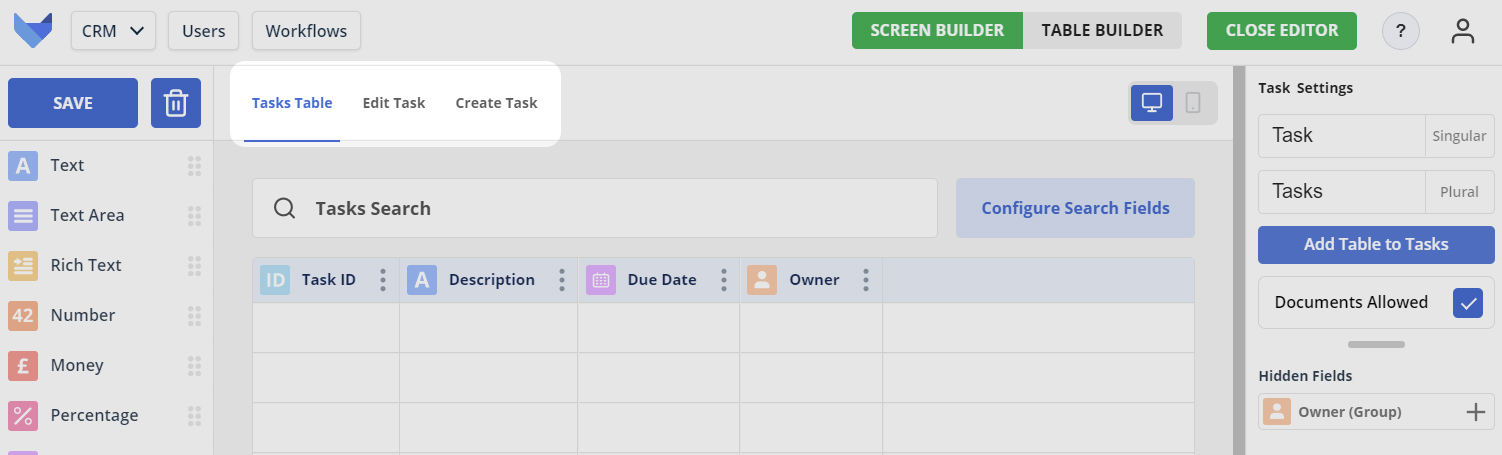 CRM
Users
Workflows
SCREEN BUILDER
TABLE BUILDER
CLOSE EDITOR
?
SAVE
Tasks Table
Edit Task
Create Task
A Text
Text Area
Rich Text
42 Number
£ Money
% Percentage
Tasks Search
Configure Search Fields
ID Task ID
A Description
Due Date
Owner
Task Settings
Task
Singular
Tasks
Plural
Add Table to Tasks
Documents Allowed
Hidden Fields
Owner (Group)